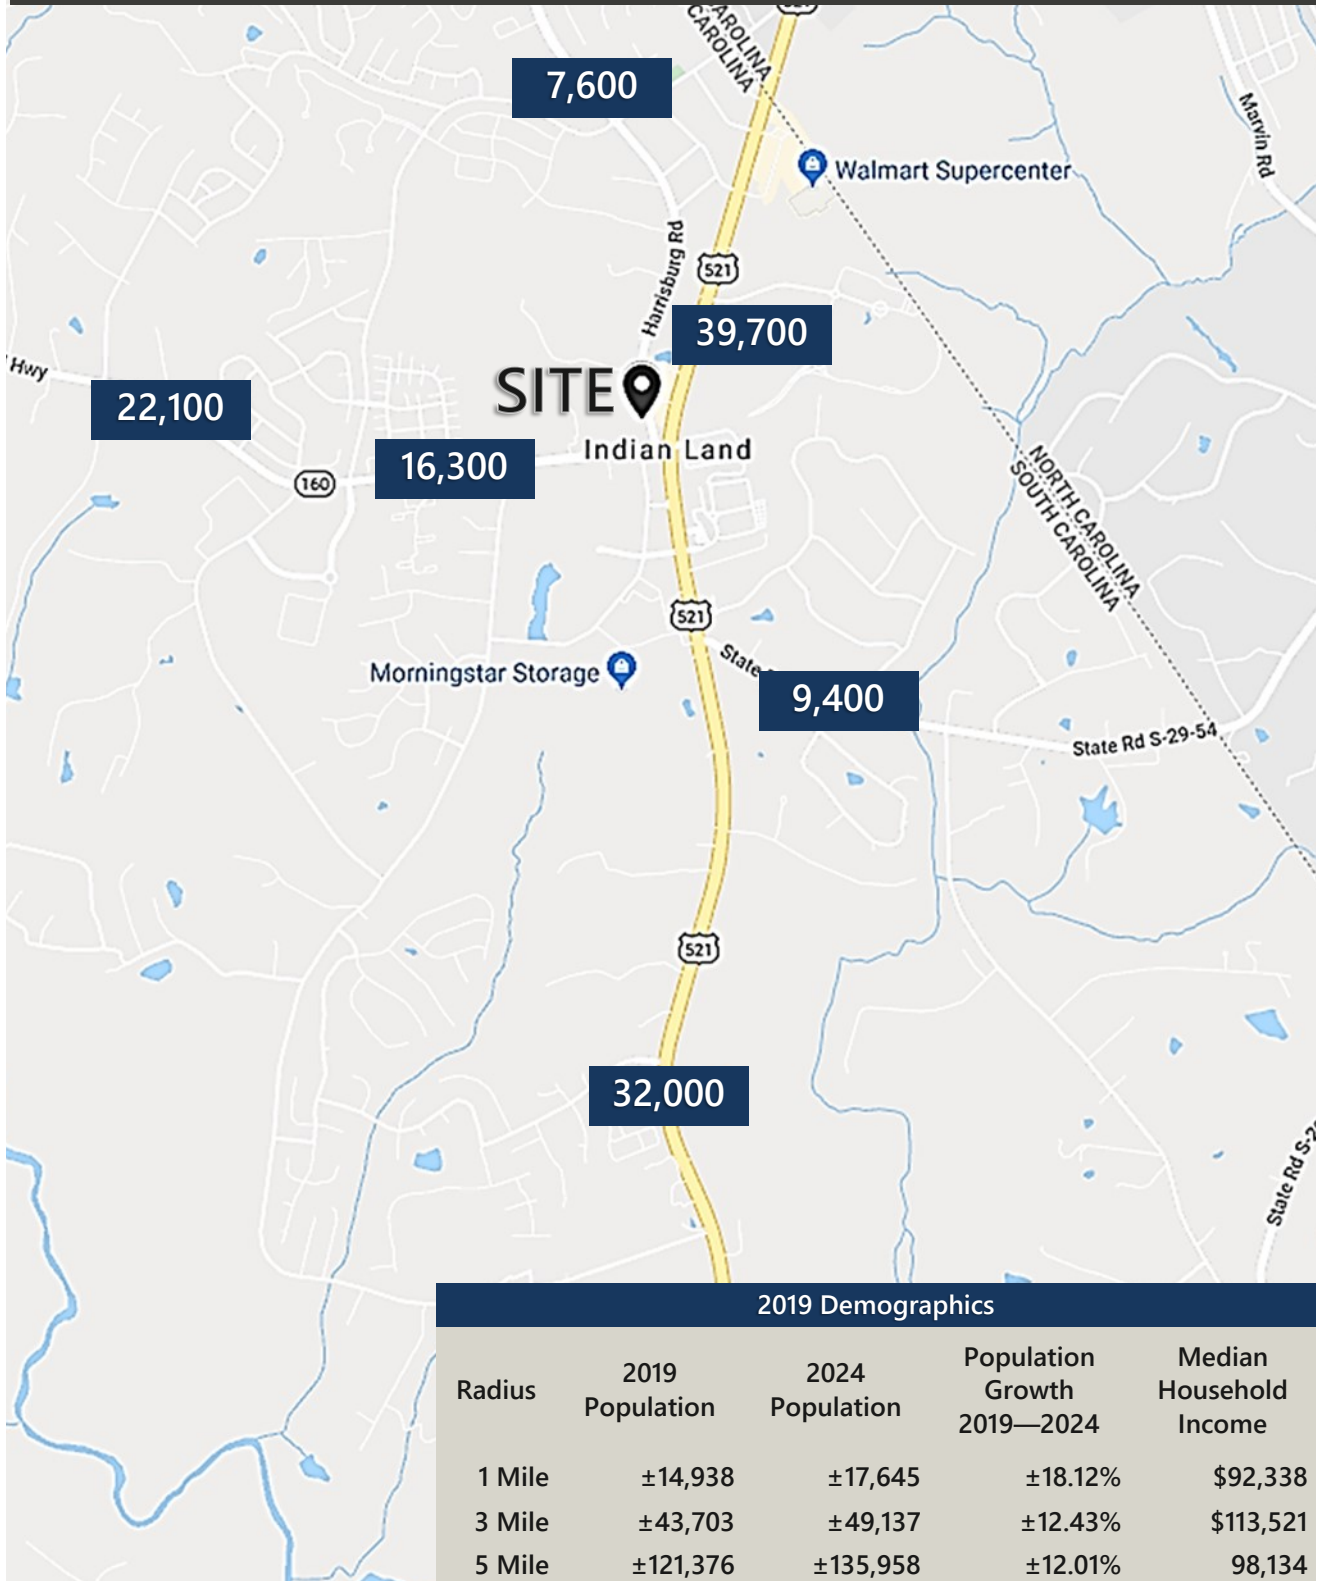 CAROLINA
CAROLINA
7,600
Marvin Rd
Walmart Supercenter
Harrisburg Rd
521
39,700
Hwy
SITE
22,100
Indian Land
16,300
160
NORTH CAROLINA
SOUTH CAROLINA
521
State
Morningstar Storage
9,400
State Rd S-29-54
521
32,000
State Rd S-2
2019 Demographics
Radius 2019 Population 2024 Population Population Growth 2019—2024 Median Household Income
1 Mile ±14,938 ±17,645 ±18.12% $92,338
3 Mile ±43,703 ±49,137 ±12.43% $113,521
5 Mile ±121,376 ±135,958 ±12.01% 98,134